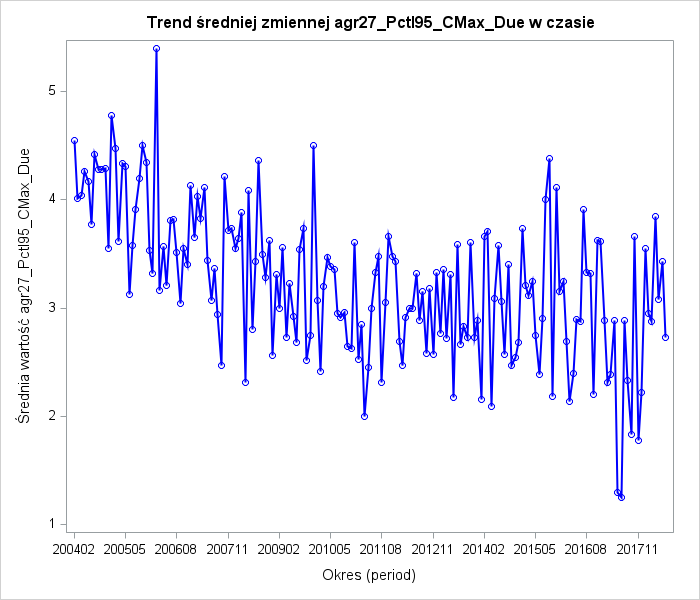 Trend średniej zmiennej agr27_Pctl95_CMax_Due w czasie
Średnia wartość agr27_Pctl95_CMax_Due
5
4
3
2
1
200402 200505 200608 200711 200902 201005 201108 201211 201402 201505 201608 201711
Okres (period)